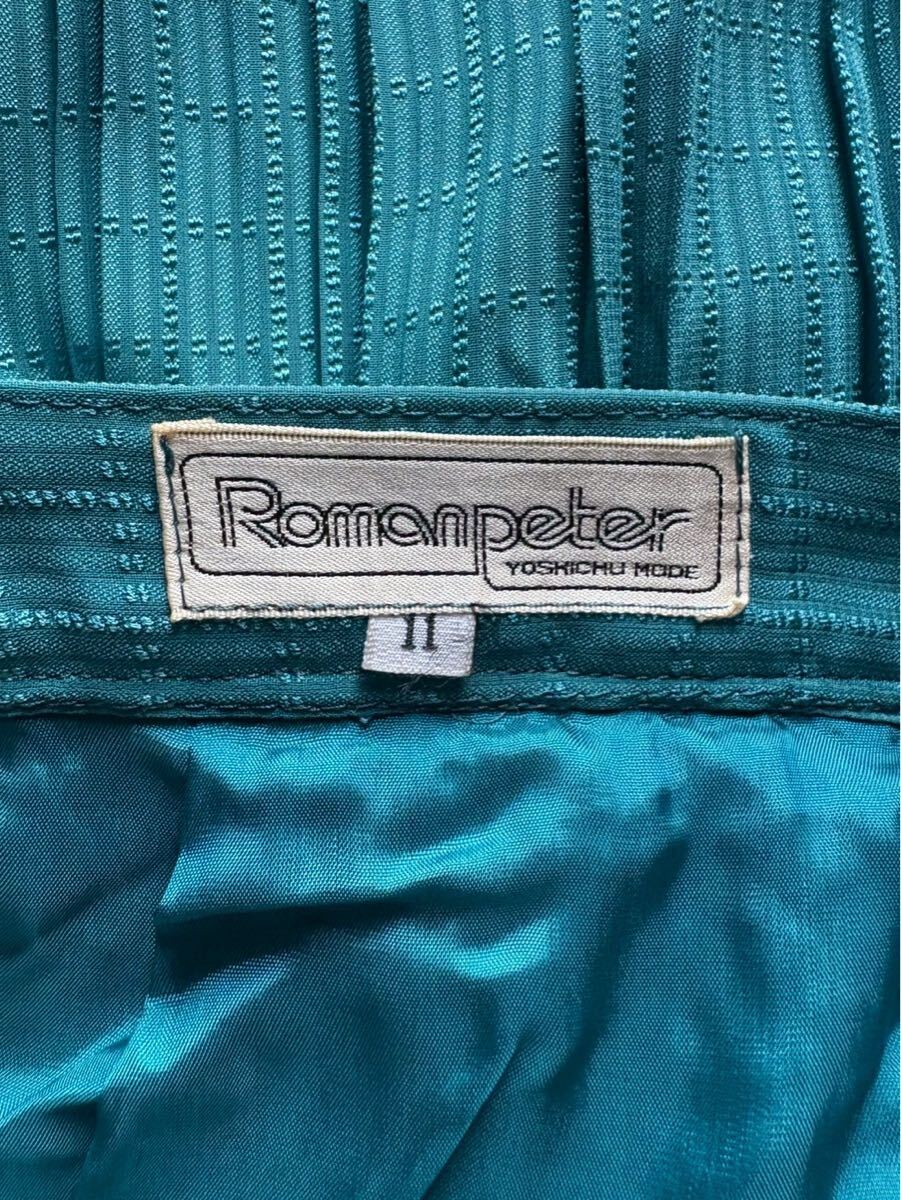 Romanpeter
YOSHICHU MODE
11